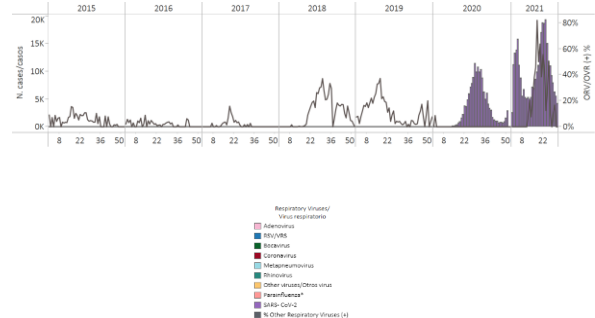 2015 2016 2017 2018 2019 2020 2021
20K 80%
15K 60%
10K 40%
5K 20%
0K 0%
N. cases/casos
ORV/OVR (+) %
8 22 36 50 8 22 36 50 8 22 36 50 8 22 36 50 8 22 36 50 8 22 36 50 8 22
Respiratory Viruses/
Virus respiratorio
Adenovirus
RSV/VRS
Bocavirus
Coronavirus
Metapneumovirus
Rhinovirus
Other viruses/Otros virus
Parainfluenza*
SARS- CoV-2
% Other Respiratory Viruses (+)